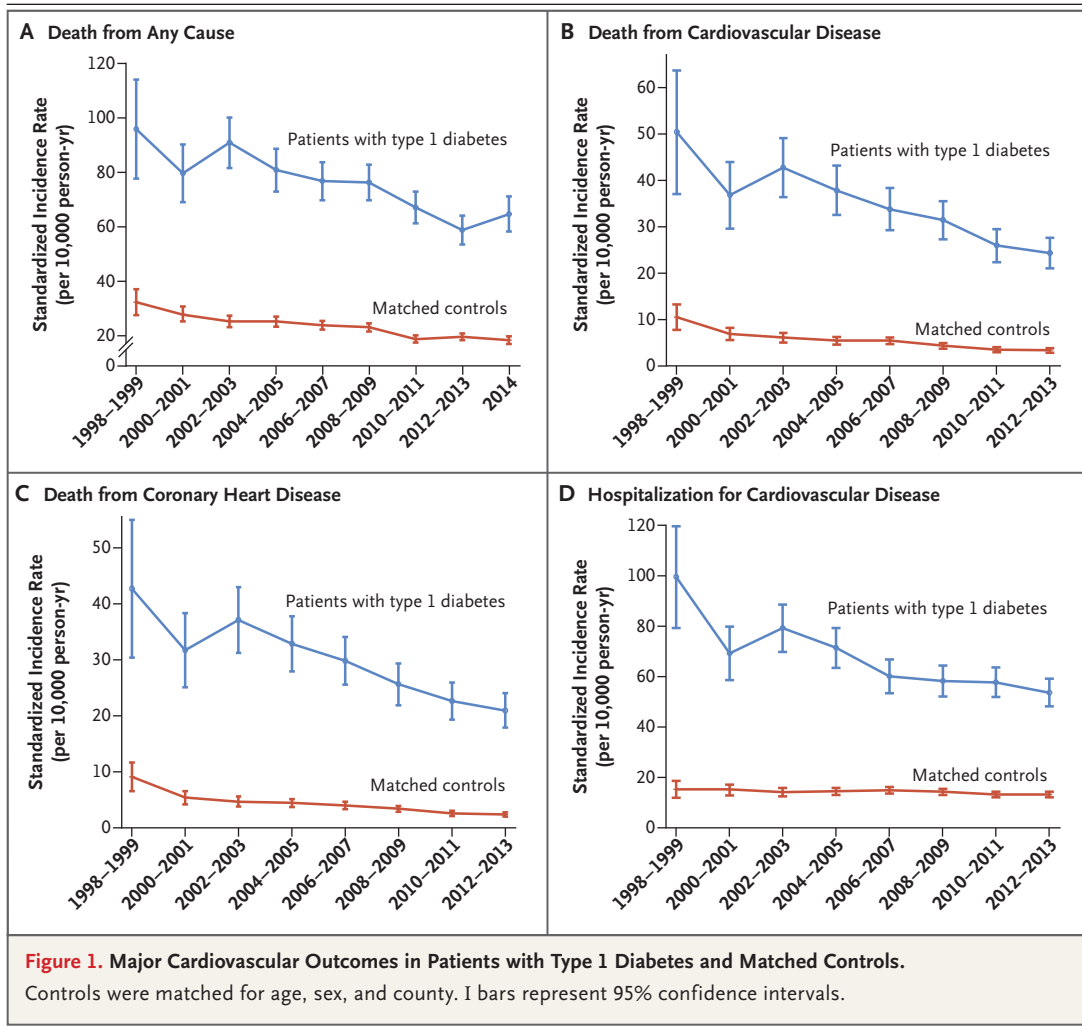 A Death from Any Cause
Standardized Incidence Rate
(per 10,000 person-yr)
120
100
80
60
40
20
0
Patients with type 1 diabetes
Matched controls
1998–1999
2000–2001
2002–2003
2004–2005
2006–2007
2008–2009
2010–2011
2012–2013
2014
B Death from Cardiovascular Disease
Standardized Incidence Rate
(per 10,000 person-yr)
60
50
40
30
20
10
0
Patients with type 1 diabetes
Matched controls
1998–1999
2000–2001
2002–2003
2004–2005
2006–2007
2008–2009
2010–2011
2012–2013
C Death from Coronary Heart Disease
Standardized Incidence Rate
(per 10,000 person-yr)
50
40
30
20
10
0
Patients with type 1 diabetes
Matched controls
1998–1999
2000–2001
2002–2003
2004–2005
2006–2007
2008–2009
2010–2011
2012–2013
D Hospitalization for Cardiovascular Disease
Standardized Incidence Rate
(per 10,000 person-yr)
120
100
80
60
40
20
0
Patients with type 1 diabetes
Matched controls
1998–1999
2000–2001
2002–2003
2004–2005
2006–2007
2008–2009
2010–2011
2012–2013
Figure 1. Major Cardiovascular Outcomes in Patients with Type 1 Diabetes and Matched Controls.
Controls were matched for age, sex, and county. I bars represent 95% confidence intervals.